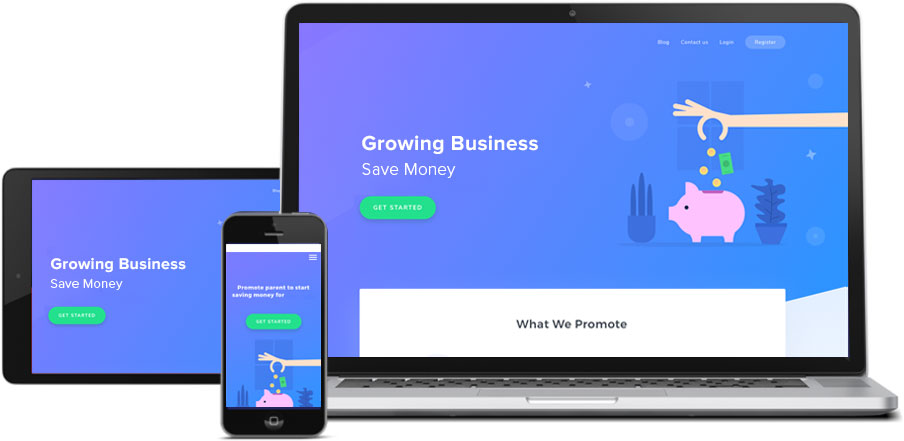 Blog Contact us Login Register
Growing Business
Save Money
GET STARTED
What We Promote
Growing Business
Save Money
GET STARTED
Promote parent to start
saving money for
GET STARTED